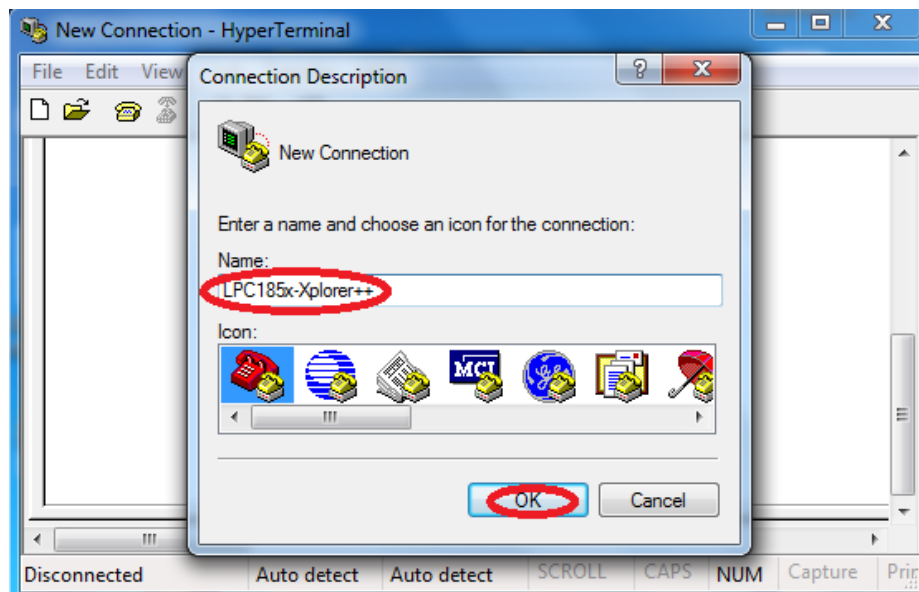 New Connection - HyperTerminal
File Edit View
Connection Description
New Connection
Enter a name and choose an icon for the connection:
Name:
LPC185x-Xplorer++
Icon:
MCI
OK Cancel
Disconnected Auto detect Auto detect SCROLL CAPS NUM Capture